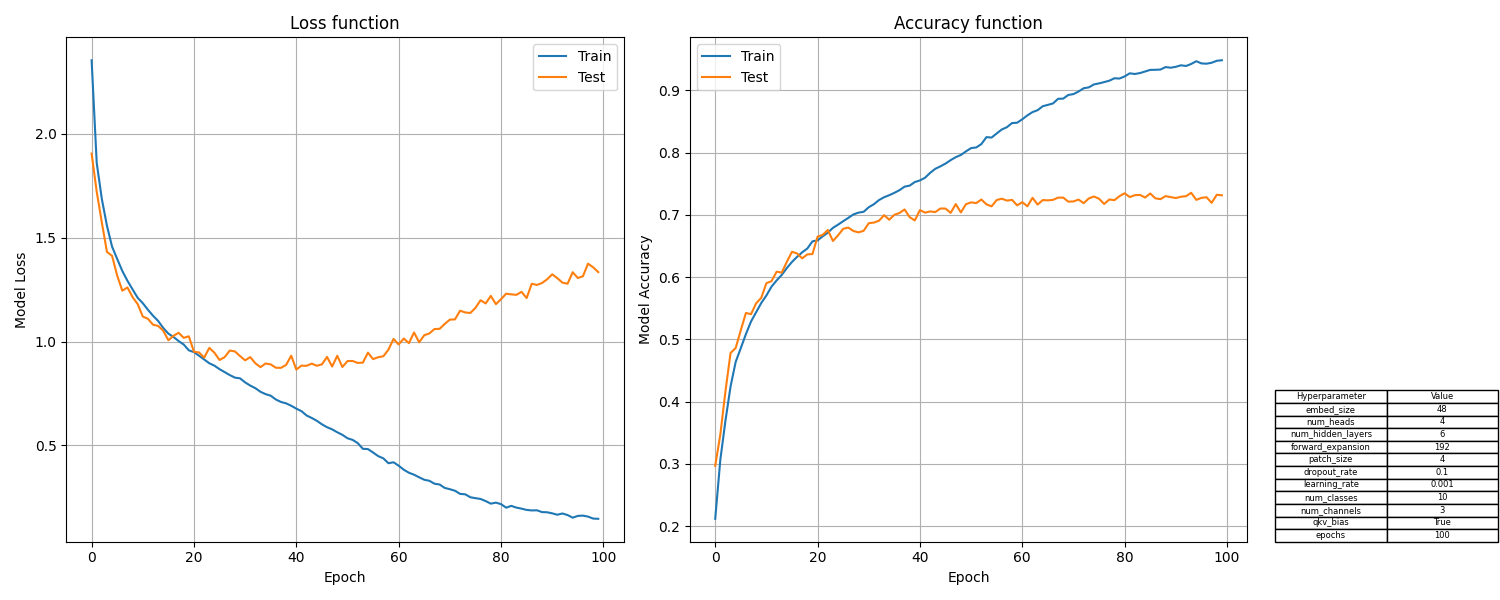 Loss function
Train
Test
2.0
1.5
1.0
0.5
Model Loss
0 20 40 60 80 100
Epoch
Accuracy function
Train
Test
0.9
0.8
0.7
0.6
0.5
0.4
0.3
0.2
Model Accuracy
0 20 40 60 80 100
Epoch
Hyperparameter Value
embed_size 48
num_heads 4
num_hidden_layers 6
forward_expansion 192
patch_size 4
dropout_rate 0.1
learning_rate 0.001
num_classes 10
num_channels 3
qkv_bias True
epochs 100